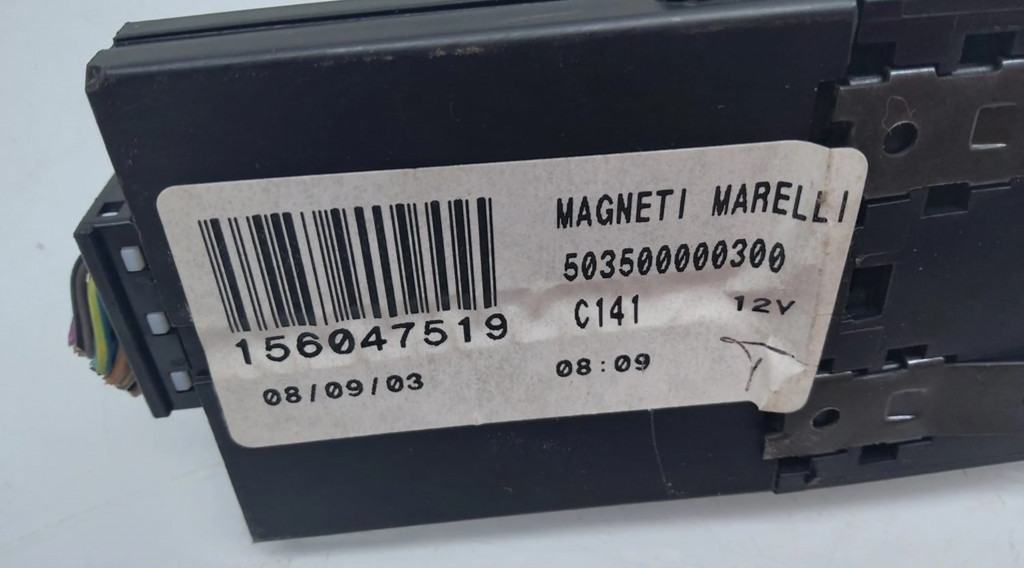 MAGNETI MARELLI
503500000300
C141 12V
156047519
08/09/03 08:09